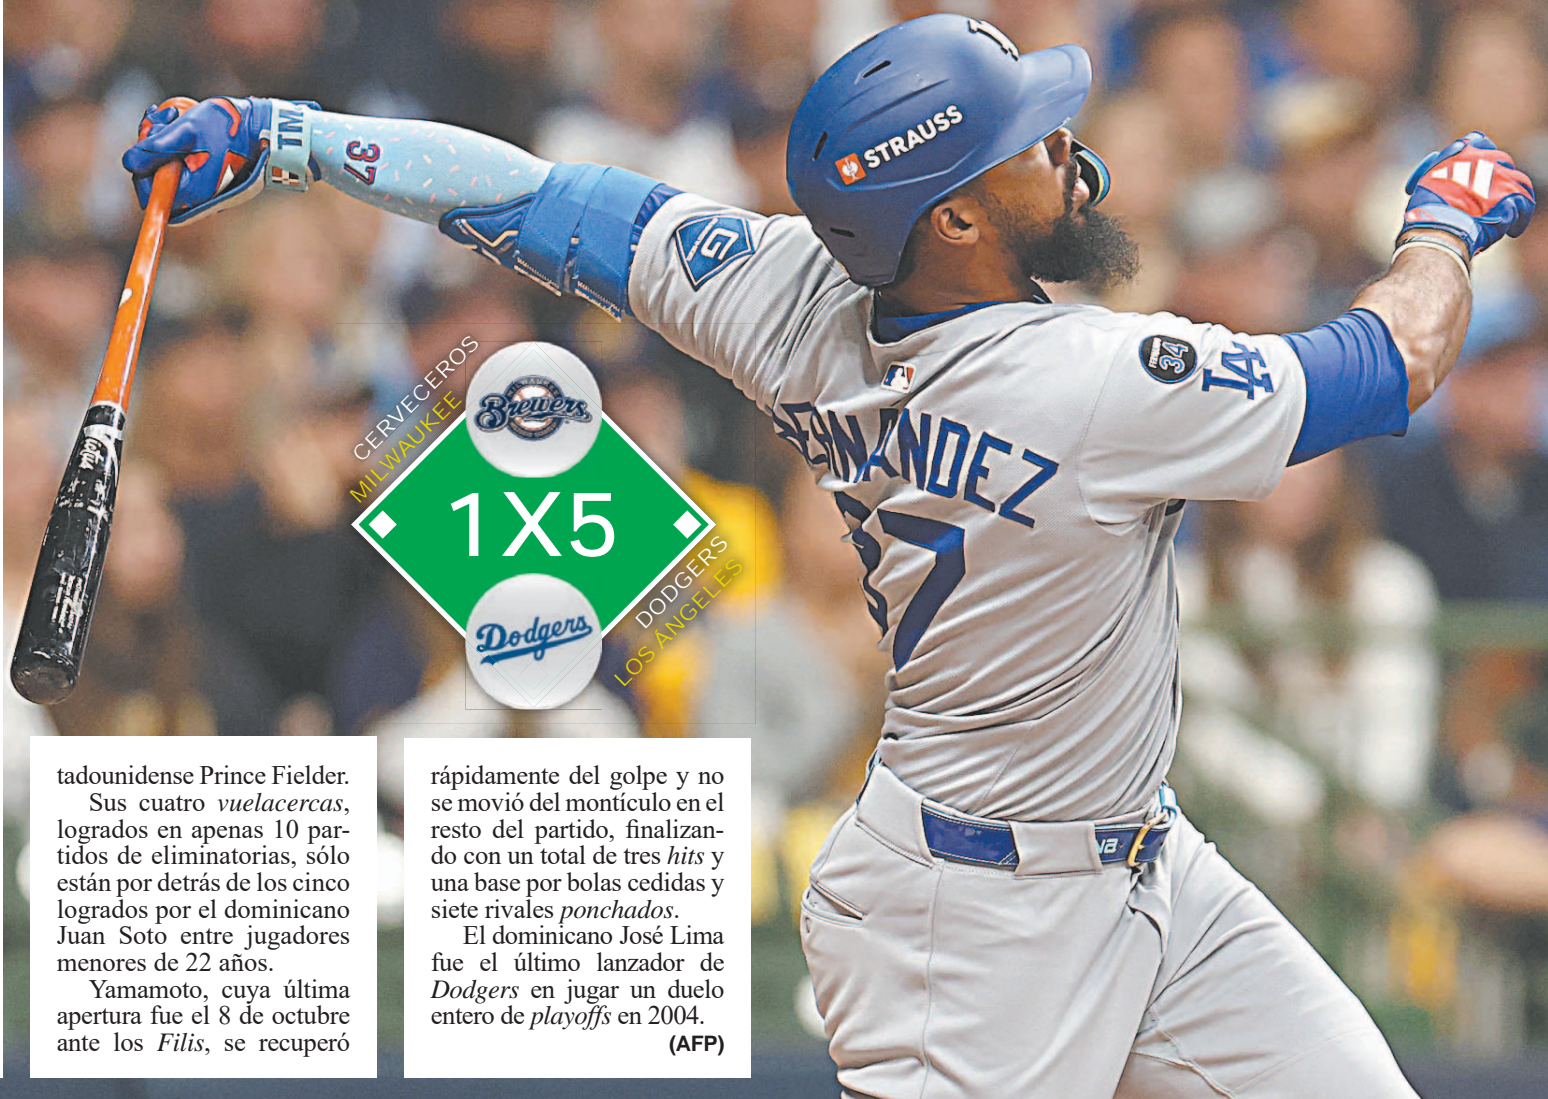 STRAUSS
TM
37
FERNANDO
34
LA
HERNANDEZ
37
CERVECEROS
MILWAUKEE
Brewers
1X5
Dodgers
DODGERS
LOS ÁNGELES
tadounidense Prince Fielder.
Sus cuatro vuelacercas,
logrados en apenas 10 par-
tidos de eliminatorias, sólo
están por detrás de los cinco
logrados por el dominicano
Juan Soto entre jugadores
menores de 22 años.
Yamamoto, cuya última
apertura fue el 8 de octubre
ante los Filis, se recuperó
rápidamente del golpe y no
se movió del montículo en el
resto del partido, finalizan-
do con un total de tres hits y
una base por bolas cedidas y
siete rivales ponchados.
El dominicano José Lima
fue el último lanzador de
Dodgers en jugar un duelo
entero de playoffs en 2004.
(AFP)